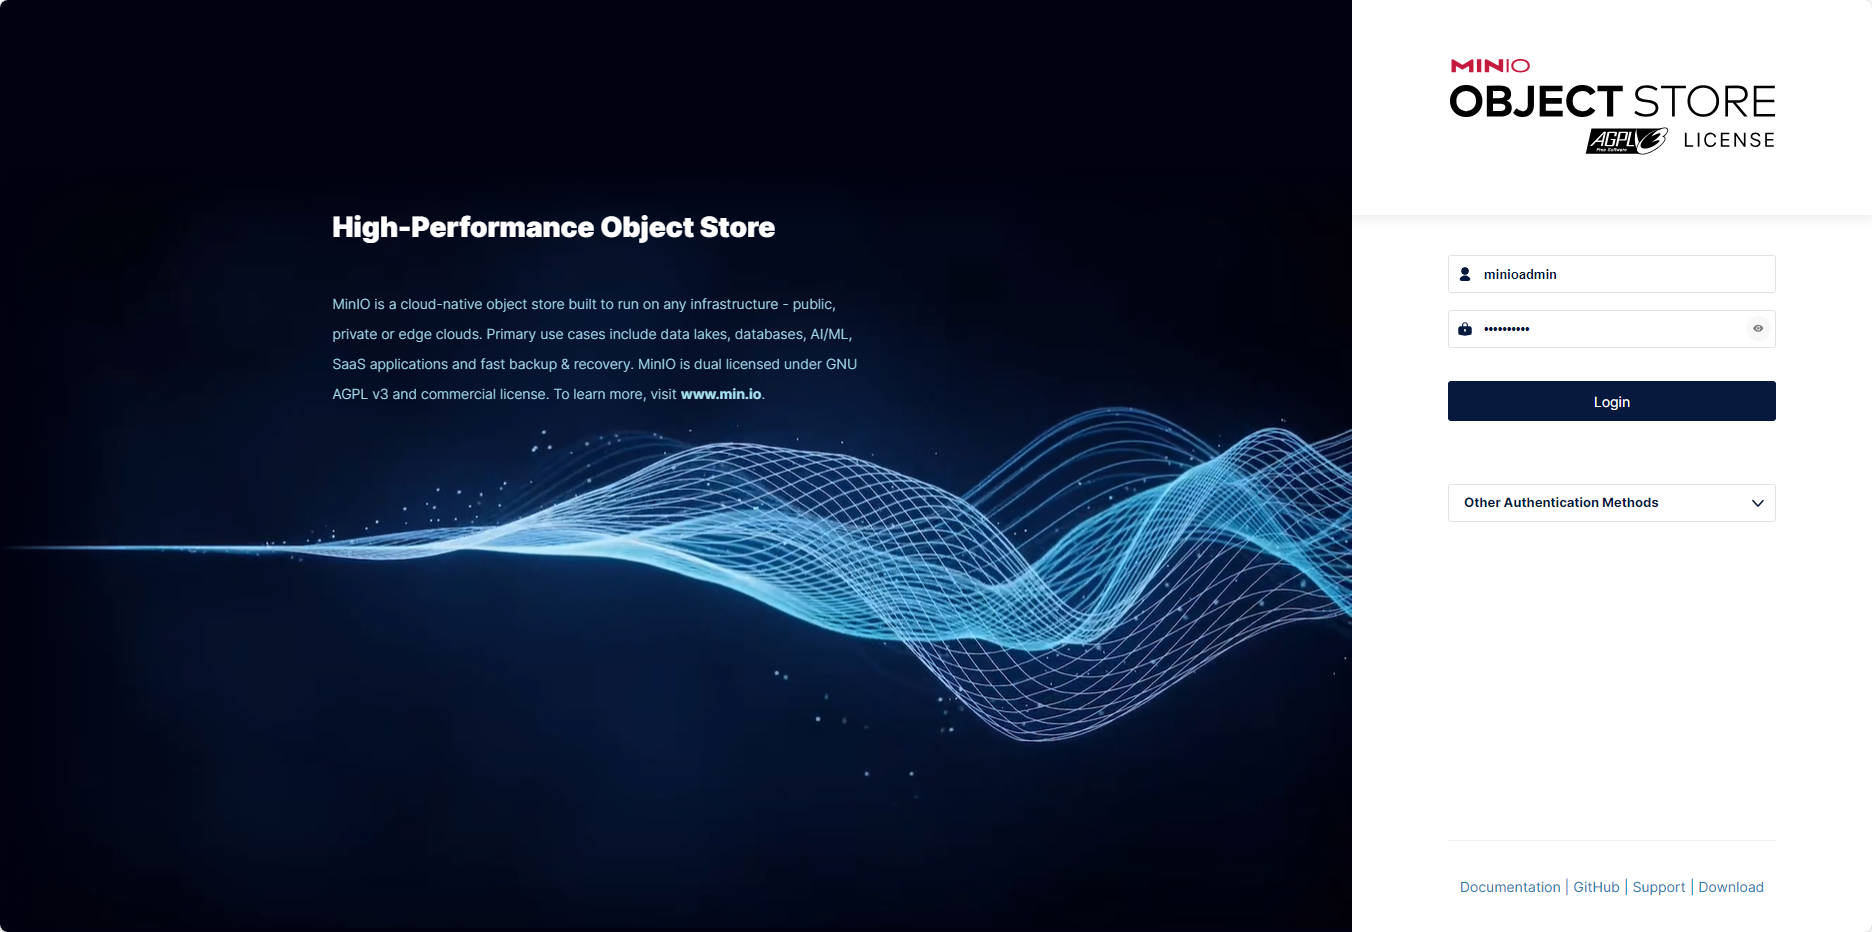 High-Performance Object Store
MinIO is a cloud-native object store built to run on any infrastructure - public,
private or edge clouds. Primary use cases include data lakes, databases, AI/ML,
SaaS applications and fast backup & recovery. MinIO is dual licensed under GNU
AGPL v3 and commercial license. To learn more, visit www.min.io.
MINIO
OBJECT STORE
AGPLv3 LICENSE
Free Software
minioadmin
••••••••••
Login
Other Authentication Methods
Documentation | GitHub | Support | Download